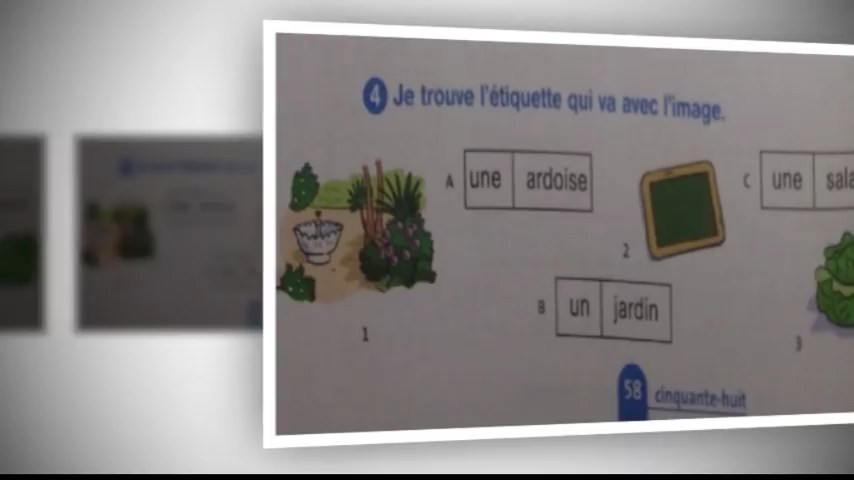 4 Je trouve l'étiquette qui va avec l'image.
A une ardoise
C une
2
B un jardin
1
3
58 cinquante-huit